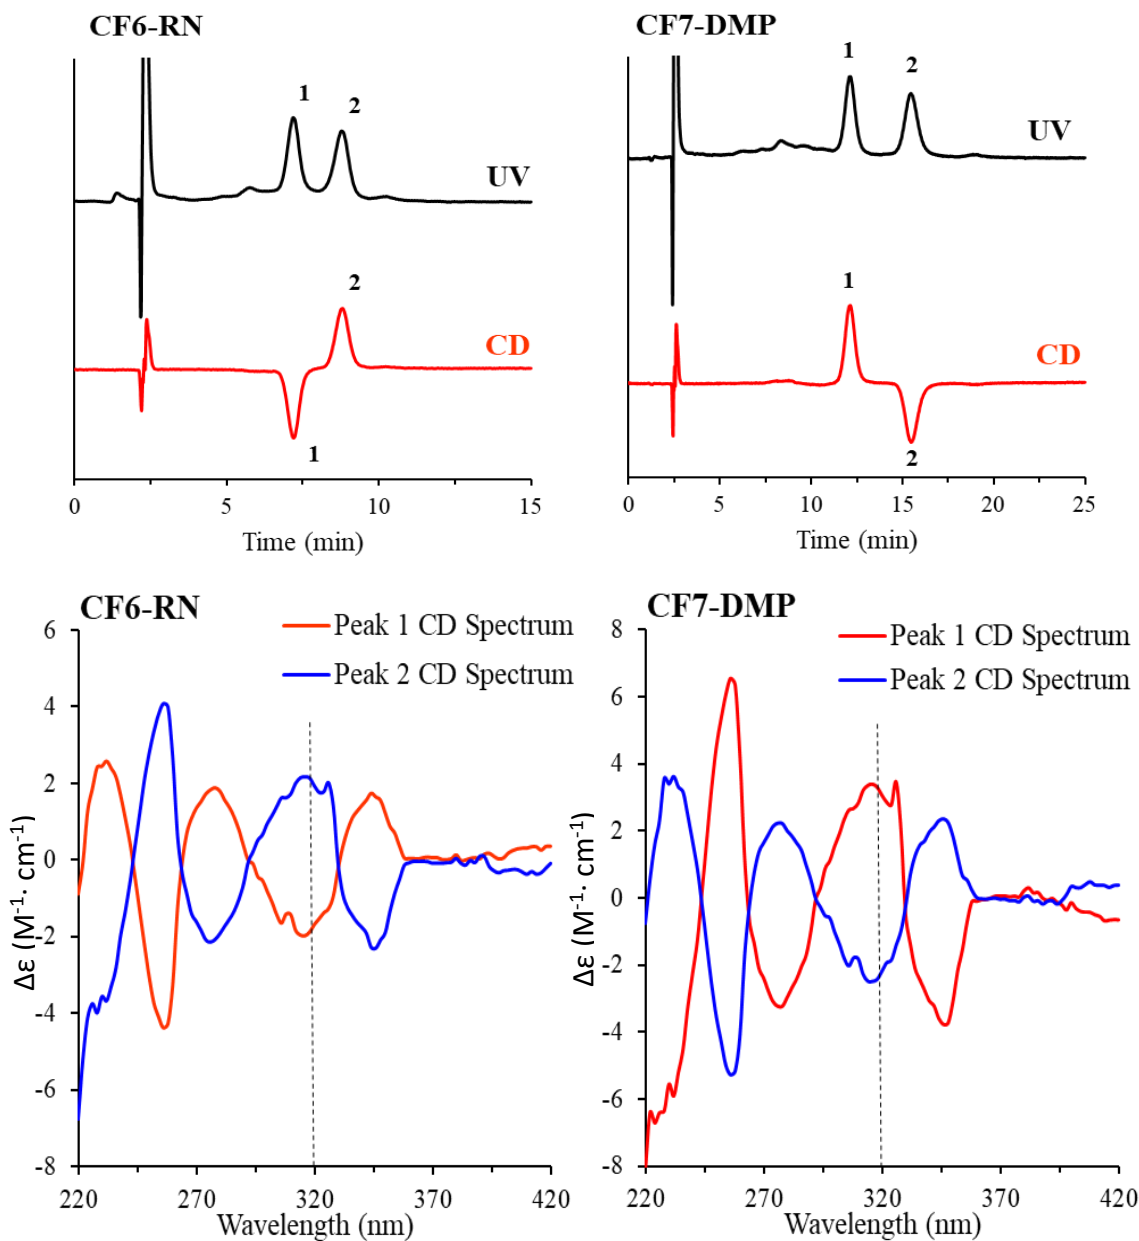 CF6-RN
1
2
UV
2
CD
1
0
5
10
15
Time (min)
CF7-DMP
1
2
UV
1
CD
2
0
5
10
15
20
25
Time (min)
CF6-RN
Peak 1 CD Spectrum
Peak 2 CD Spectrum
6
4
2
0
-2
-4
-6
-8
Δε (M⁻¹· cm⁻¹)
220
270
320
370
420
Wavelength (nm)
CF7-DMP
Peak 1 CD Spectrum
Peak 2 CD Spectrum
8
6
4
2
0
-2
-4
-6
-8
Δε (M⁻¹· cm⁻¹)
220
270
320
370
420
Wavelength (nm)